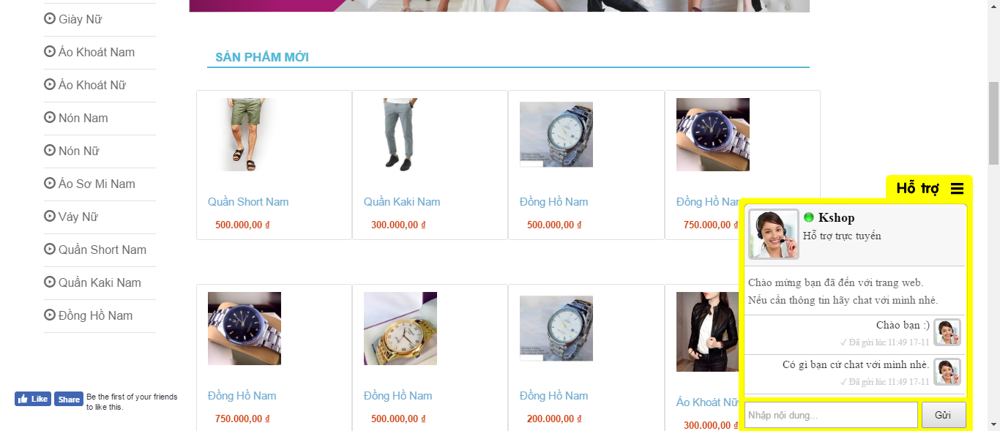 Giày Nữ
Áo Khoát Nam
Áo Khoát Nữ
Nón Nam
Nón Nữ
Áo Sơ Mi Nam
Váy Nữ
Quần Short Nam
Quần Kaki Nam
Đồng Hồ Nam
Like Share Be the first of your friends
to like this.
SẢN PHẨM MỚI
Quần Short Nam Quần Kaki Nam Đồng Hồ Nam Đồng Hồ Nam
500.000,00 đ 300.000,00 đ 500.000,00 đ 750.000,00 đ
Đồng Hồ Nam Đồng Hồ Nam Đồng Hồ Nam Áo Khoát Nữ
750.000,00 đ 500.000,00 đ 200.000,00 đ 300.000,00 đ
Hỗ trợ
Kshop
Hỗ trợ trực tuyến
Chào mừng bạn đã đến với trang web.
Nếu cần thông tin hãy chat với mình nhé.
Chào bạn :)
✓ Đã gửi lúc 11:49 17-11
Có gì bạn cứ chat với mình nhé.
✓ Đã gửi lúc 11:49 17-11
Nhập nội dung... Gửi